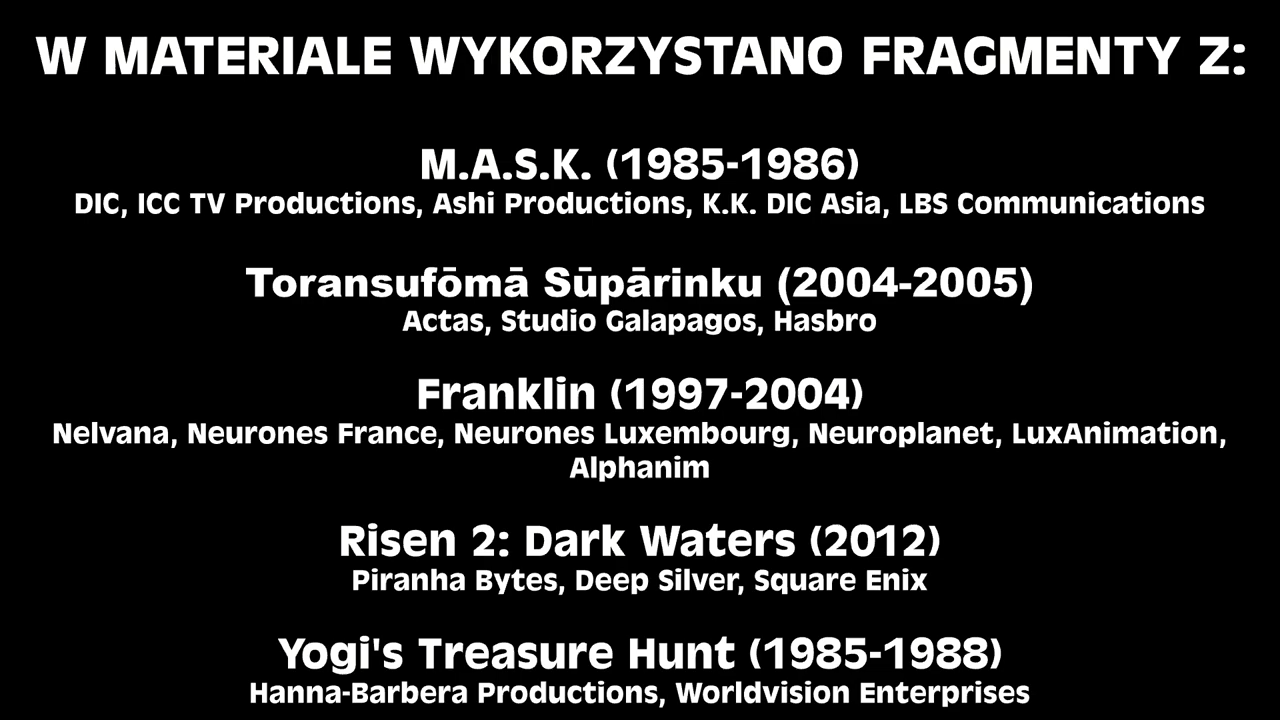 W MATERIALE WYKORZYSTANO FRAGMENTY Z:
M.A.S.K. (1985-1986)
DIC, ICC TV Productions, Ashi Productions, K.K. DIC Asia, LBS Communications
Toransufōmā Sūpārinku (2004-2005)
Actas, Studio Galapagos, Hasbro
Franklin (1997-2004)
Nelvana, Neurones France, Neurones Luxembourg, Neuroplanet, LuxAnimation,
Alphanim
Risen 2: Dark Waters (2012)
Piranha Bytes, Deep Silver, Square Enix
Yogi's Treasure Hunt (1985-1988)
Hanna-Barbera Productions, Worldvision Enterprises